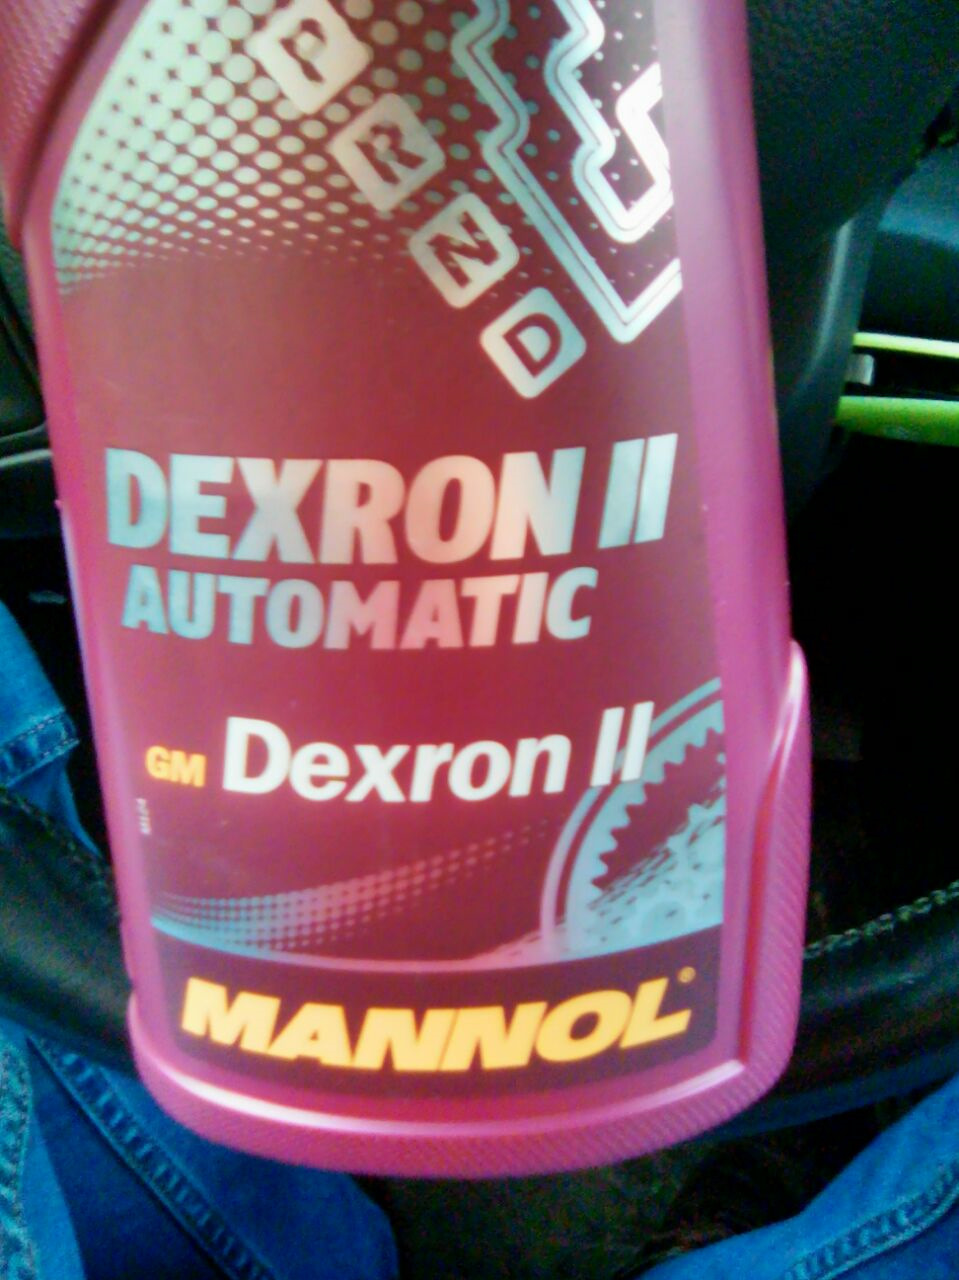 P
R
N
D
DEXRON II
AUTOMATIC
GM Dexron II
MANNOL®